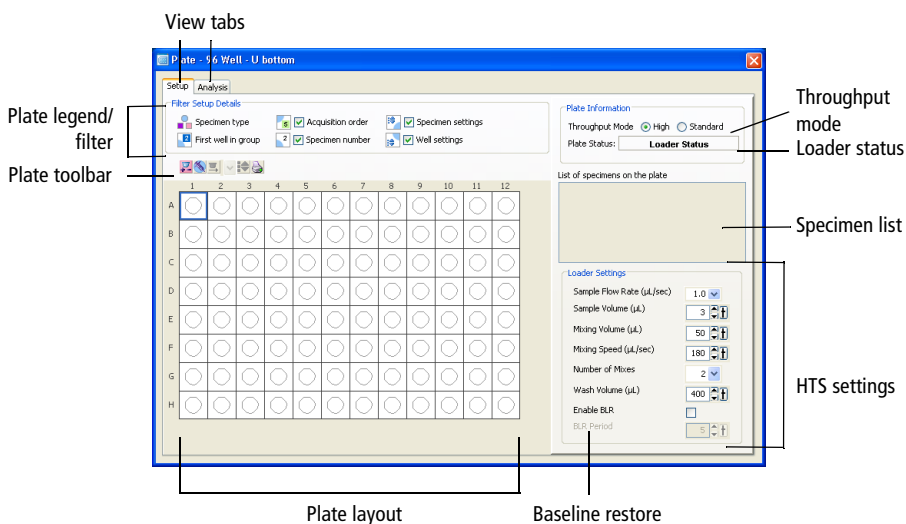 View tabs
Plate - 96 Well - U bottom
Setup Analysis
Filter Setup Details
Specimen type
Acquisition order
Specimen settings
First well in group
Specimen number
Well settings
Plate legend/
filter
Plate toolbar
Plate Information
Throughput Mode High Standard
Plate Status: Loader Status
Throughput
mode
Loader status
1 2 3 4 5 6 7 8 9 10 11 12
A
B
C
D
E
F
G
H
List of specimens on the plate
Specimen list
Loader Settings
Sample Flow Rate (µL/sec) 1.0
Sample Volume (µL) 3
Mixing Volume (µL) 50
Mixing Speed (µL/sec) 180
Number of Mixes 2
Wash Volume (µL) 400
Enable BLR
BLR Period 5
HTS settings
Plate layout
Baseline restore